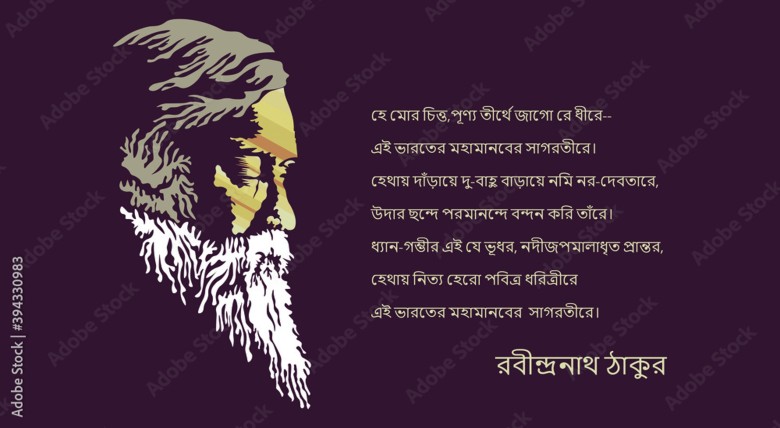 হে মোর চিত্ত,পূণ্য তীর্থে জাগো রে ধীরে--
এই ভারতের মহামানবের সাগরতীরে।
হেথায় দাঁড়ায়ে দু-বাহু বাড়ায়ে নমি নর-দেবতারে,
উদার ছন্দে পরমানন্দে বন্দন করি তাঁরে।
ধ্যান-গম্ভীর এই যে ভূধর, নদীজপমালাধৃত প্রান্তর,
হেথায় নিত্য হেরো পবিত্র ধরিত্রীরে
এই ভারতের মহামানবের সাগরতীরে।
রবীন্দ্রনাথ ঠাকুর
Adobe Stock | #394330983